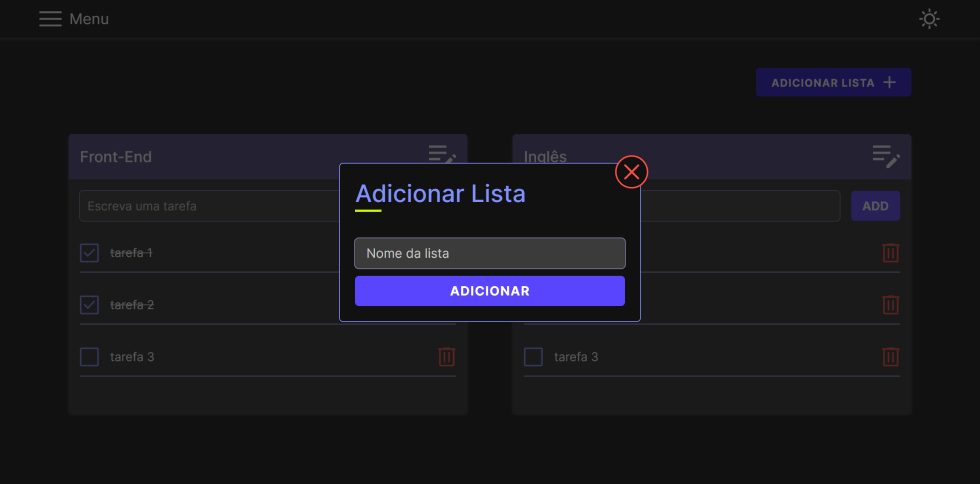 Menu
ADICIONAR LISTA
Front-End
Inglês
Adicionar Lista
Escreva uma tarefa
ADD
Nome da lista
tarefa 1
ADICIONAR
tarefa 2
tarefa 3
tarefa 3